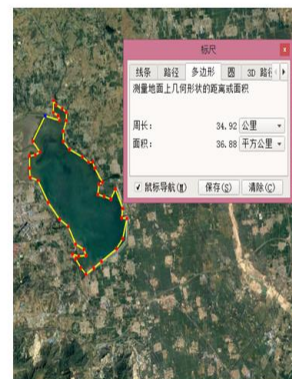 标尺
线条 路径 多边形 圆 3D 路径
测量地面上几何形状的距离或面积
周长： 34.92 公里
面积： 36.88 平方公里
鼠标导航(M) 保存(S) 清除(C)